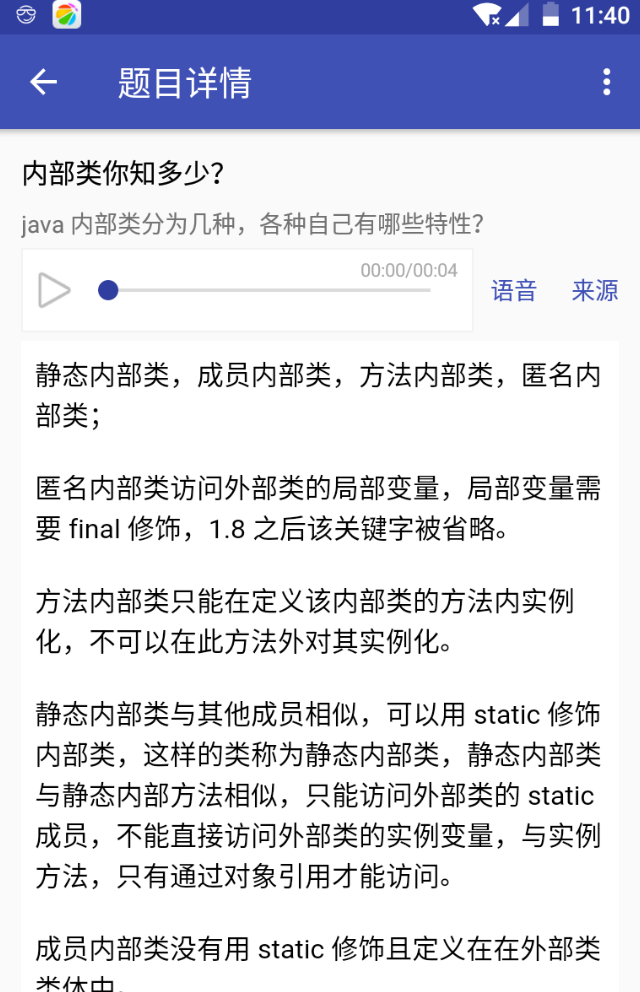 11:40
题目详情
内部类你知多少？
java 内部类分为几种，各种自己有哪些特性？
00:00/00:04
语音 来源
静态内部类，成员内部类，方法内部类，匿名内
部类；
匿名内部类访问外部类的局部变量，局部变量需
要 final 修饰，1.8 之后该关键字被省略。
方法内部类只能在定义该内部类的方法内实例
化，不可以在此方法外对其实例化。
静态内部类与其他成员相似，可以用 static 修饰
内部类，这样的类称为静态内部类，静态内部类
与静态内部方法相似，只能访问外部类的 static
成员，不能直接访问外部类的实例变量，与实例
方法，只有通过对象引用才能访问。
成员内部类没有用 static 修饰且定义在在外部类
类体中。